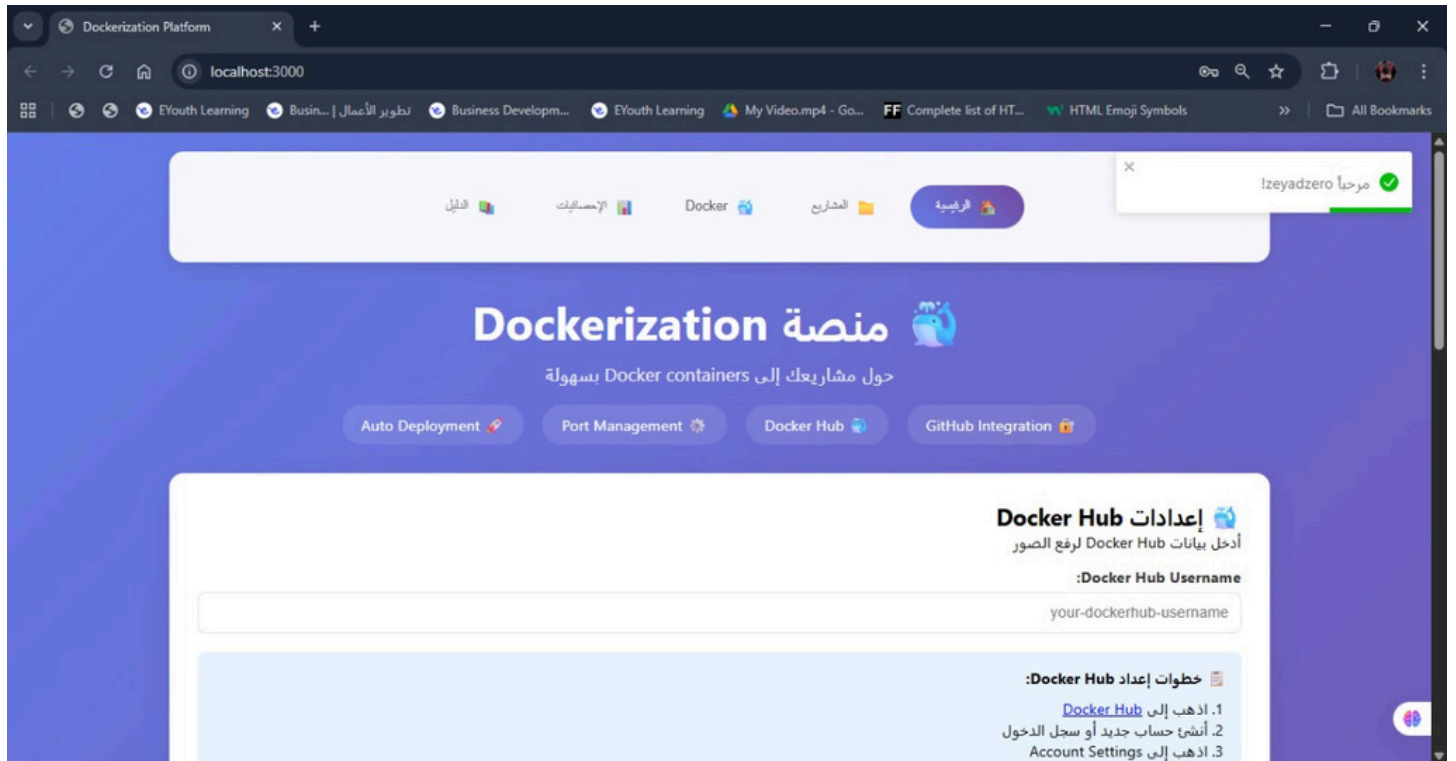 Dockerization Platform
localhost:3000
EYouth Learning
تطوير الأعمال | Busin...
Business Developm...
EYouth Learning
My Video.mp4 - Go...
FF Complete list of HT...
HTML Emoji Symbols
All Bookmarks
مرحباً zeyadzero!
الرئيسية
المشاريع
Docker
الإحصائيات
الدليل
منصة Dockerization
حول مشاريعك إلى Docker containers بسهولة
GitHub Integration
Docker Hub
Port Management
Auto Deployment
إعدادات Docker Hub
أدخل بيانات Docker Hub لرفع الصور
Docker Hub Username:
your-dockerhub-username
خطوات إعداد Docker Hub:
1. اذهب إلى Docker Hub
2. أنشئ حساب جديد أو سجل الدخول
3. اذهب إلى Account Settings